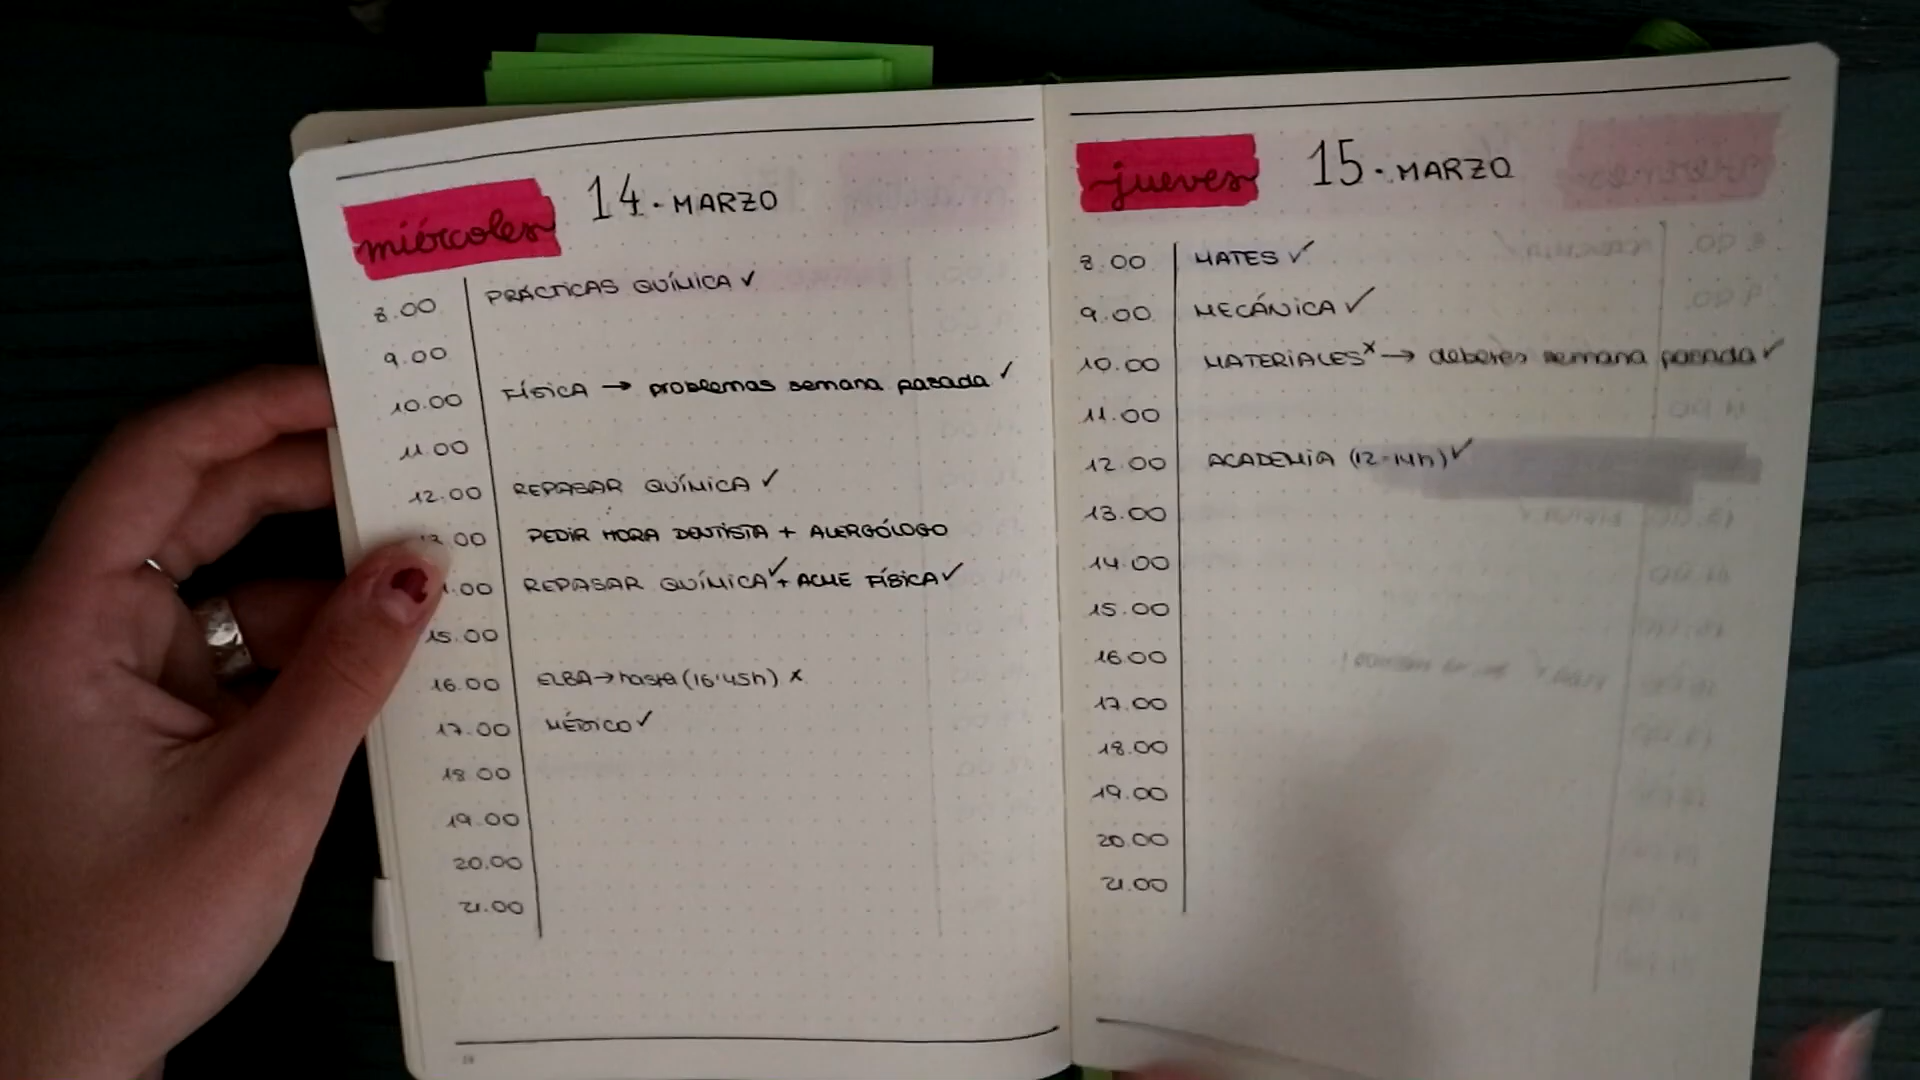 miércoles 14. MARZO
8.00 PRÁCTICAS QUÍMICA ✓
9.00
10.00 FÍSICA → problemas semana pasada ✓
11.00
12.00 REPASAR QUÍMICA ✓
.00 PEDIR HORA DENTISTA + ALERGÓLOGO
.00 REPASAR QUÍMICA ✓ + ACME FÍSICA ✓
15.00
16.00 ELBA → hasta (16'45h) x
17.00 MÉDICO ✓
18.00
19.00
20.00
21.00
jueves 15. MARZO
8.00 MATES ✓
9.00 MECÁNICA ✓
10.00 MATERIALES x → deberes semana pasada ✓
11.00
12.00 ACADEMIA (12-14h) ✓
13.00
14.00
15.00
16.00
17.00
18.00
19.00
20.00
21.00